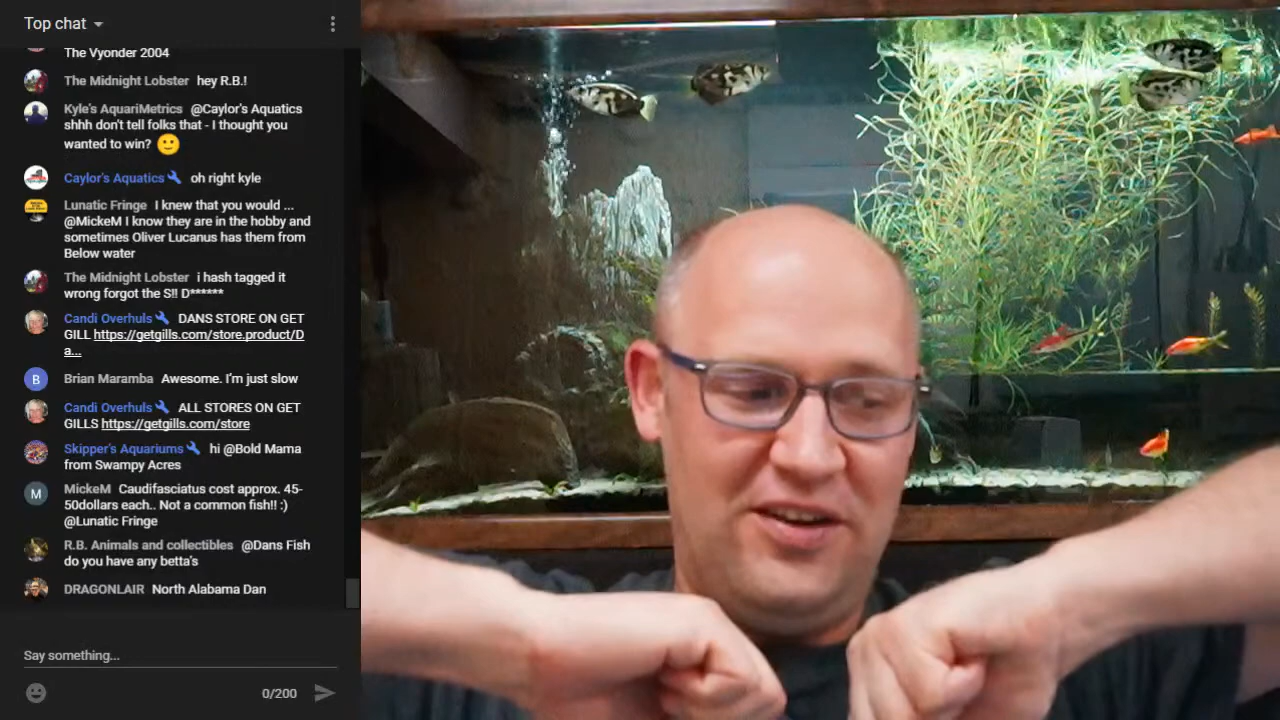 Top chat
The Vyonder 2004
The Midnight Lobster hey R.B.!
Kyle's AquariMetrics @Caylor's Aquatics
shhh don't tell folks that - I thought you
wanted to win?
Caylor's Aquatics oh right kyle
Lunatic Fringe I knew that you would ...
@MickeM I know they are in the hobby and
sometimes Oliver Lucanus has them from
Below water
The Midnight Lobster i hash tagged it
wrong forgot the S!! D******
Candi Overhuls DANS STORE ON GET
GILL https://getgills.com/store.product/D
a...
B
Brian Maramba Awesome. I'm just slow
Candi Overhuls ALL STORES ON GET
GILLS https://getgills.com/store
Skipper's Aquariums hi @Bold Mama
from Swampy Acres
M
MickeM Caudifasciatus cost approx. 45-
50dollars each.. Not a common fish!! :)
@Lunatic Fringe
R.B. Animals and collectibles @Dans Fish
do you have any betta's
DRAGONLAIR North Alabama Dan
Say something...
0/200